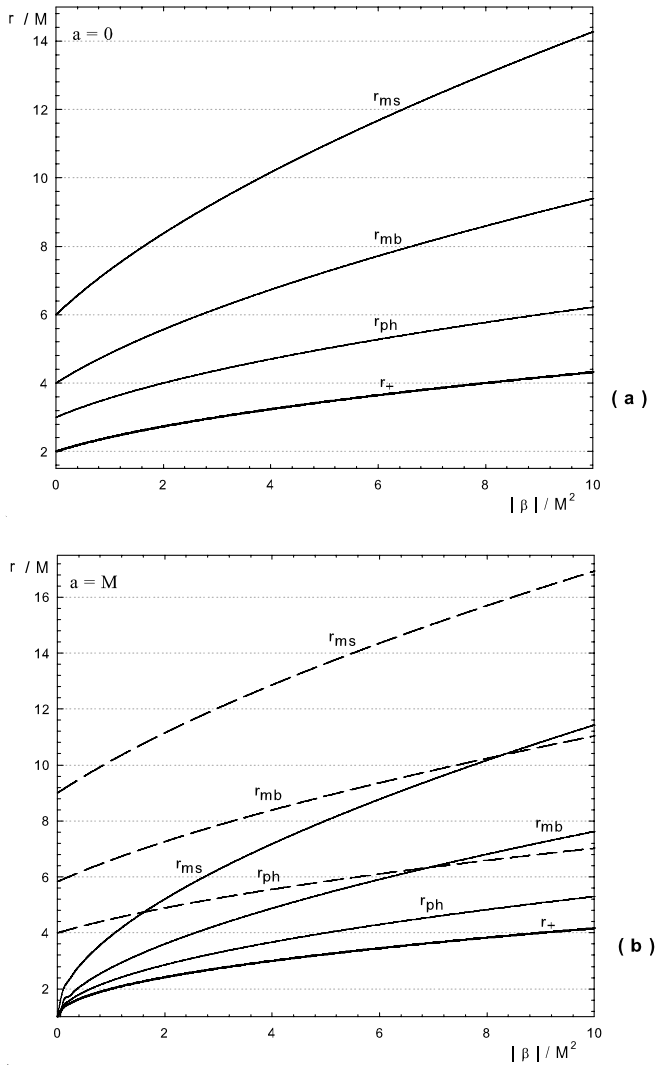 r / M
a = 0
14
12
10
8
6
4
2
r_ms
r_mb
r_ph
r_+
0
2
4
6
8
10
| β | / M²
( a )
r / M
a = M
16
14
12
10
8
6
4
2
r_ms
r_mb
r_ms
r_ph
r_mb
r_ph
r_+
0
2
4
6
8
10
| β | / M²
( b )